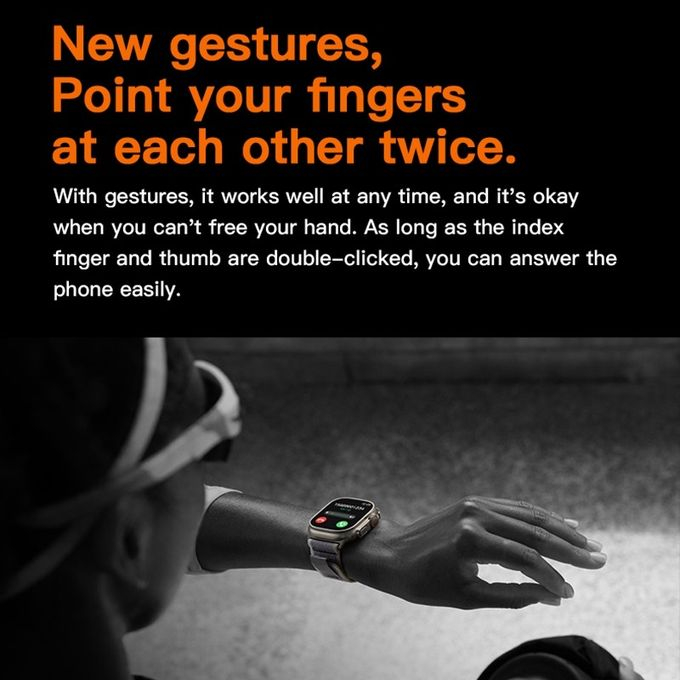 New gestures,
Point your fingers
at each other twice.
With gestures, it works well at any time, and it's okay
when you can't free your hand. As long as the index
finger and thumb are double-clicked, you can answer the
phone easily.